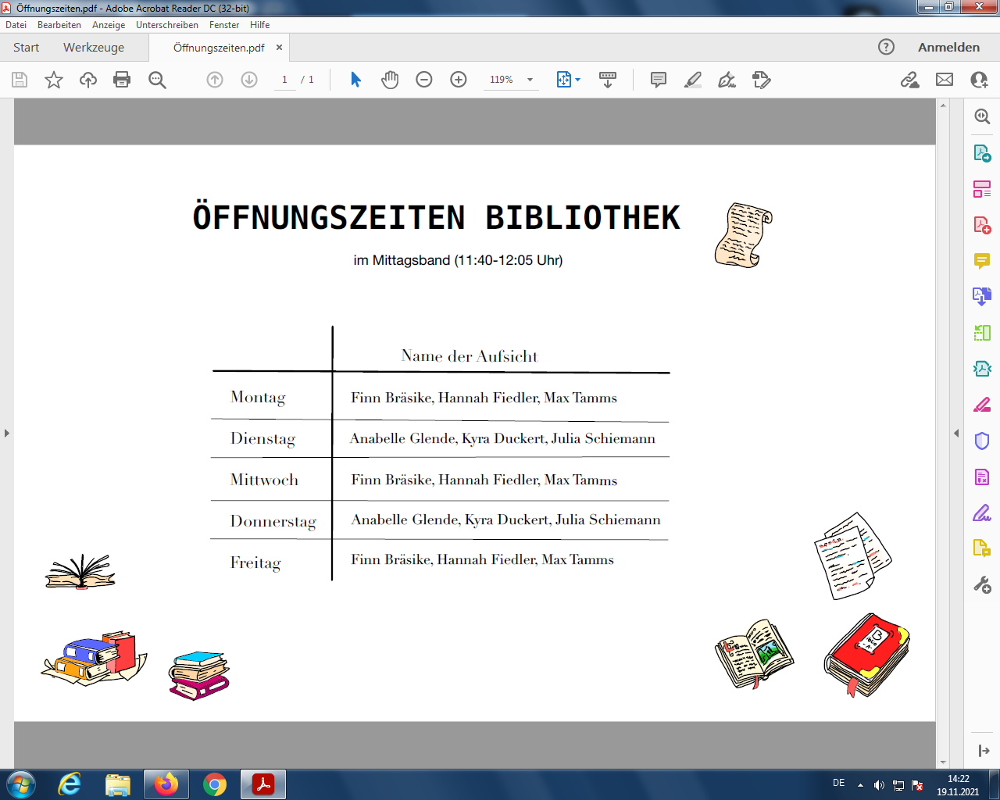 Öffnungszeiten.pdf - Adobe Acrobat Reader DC (32-bit)
Datei Bearbeiten Anzeige Unterschreiben Fenster Hilfe
Start Werkzeuge Öffnungszeiten.pdf × Anmelden
1 / 1 119%
ÖFFNUNGSZEITEN BIBLIOTHEK
im Mittagsband (11:40-12:05 Uhr)
Name der Aufsicht
Montag Finn Bräsike, Hannah Fiedler, Max Tamms
Dienstag Anabelle Glende, Kyra Duckert, Julia Schiemann
Mittwoch Finn Bräsike, Hannah Fiedler, Max Tamms
Donnerstag Anabelle Glende, Kyra Duckert, Julia Schiemann
Freitag Finn Bräsike, Hannah Fiedler, Max Tamms
DE 14:22
19.11.2021